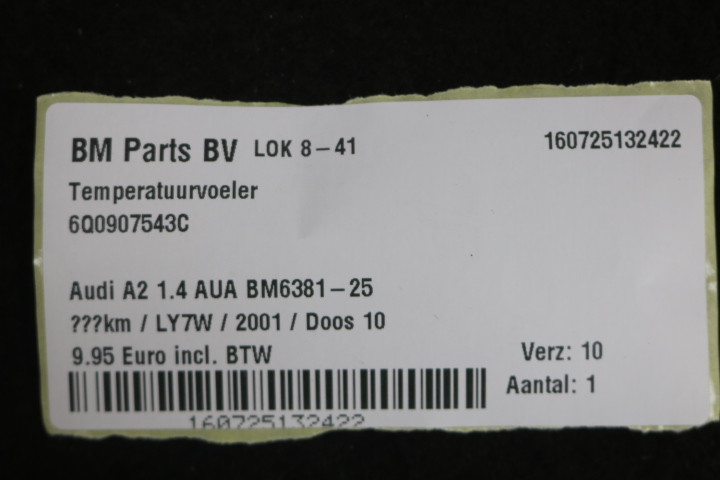 BM Parts BV LOK 8-41 160725132422
Temperatuurvoeler
6Q0907543C
Audi A2 1.4 AUA BM6381-25
???km / LY7W / 2001 / Doos 10
9.95 Euro incl. BTW Verz: 10
Aantal: 1
160725132422